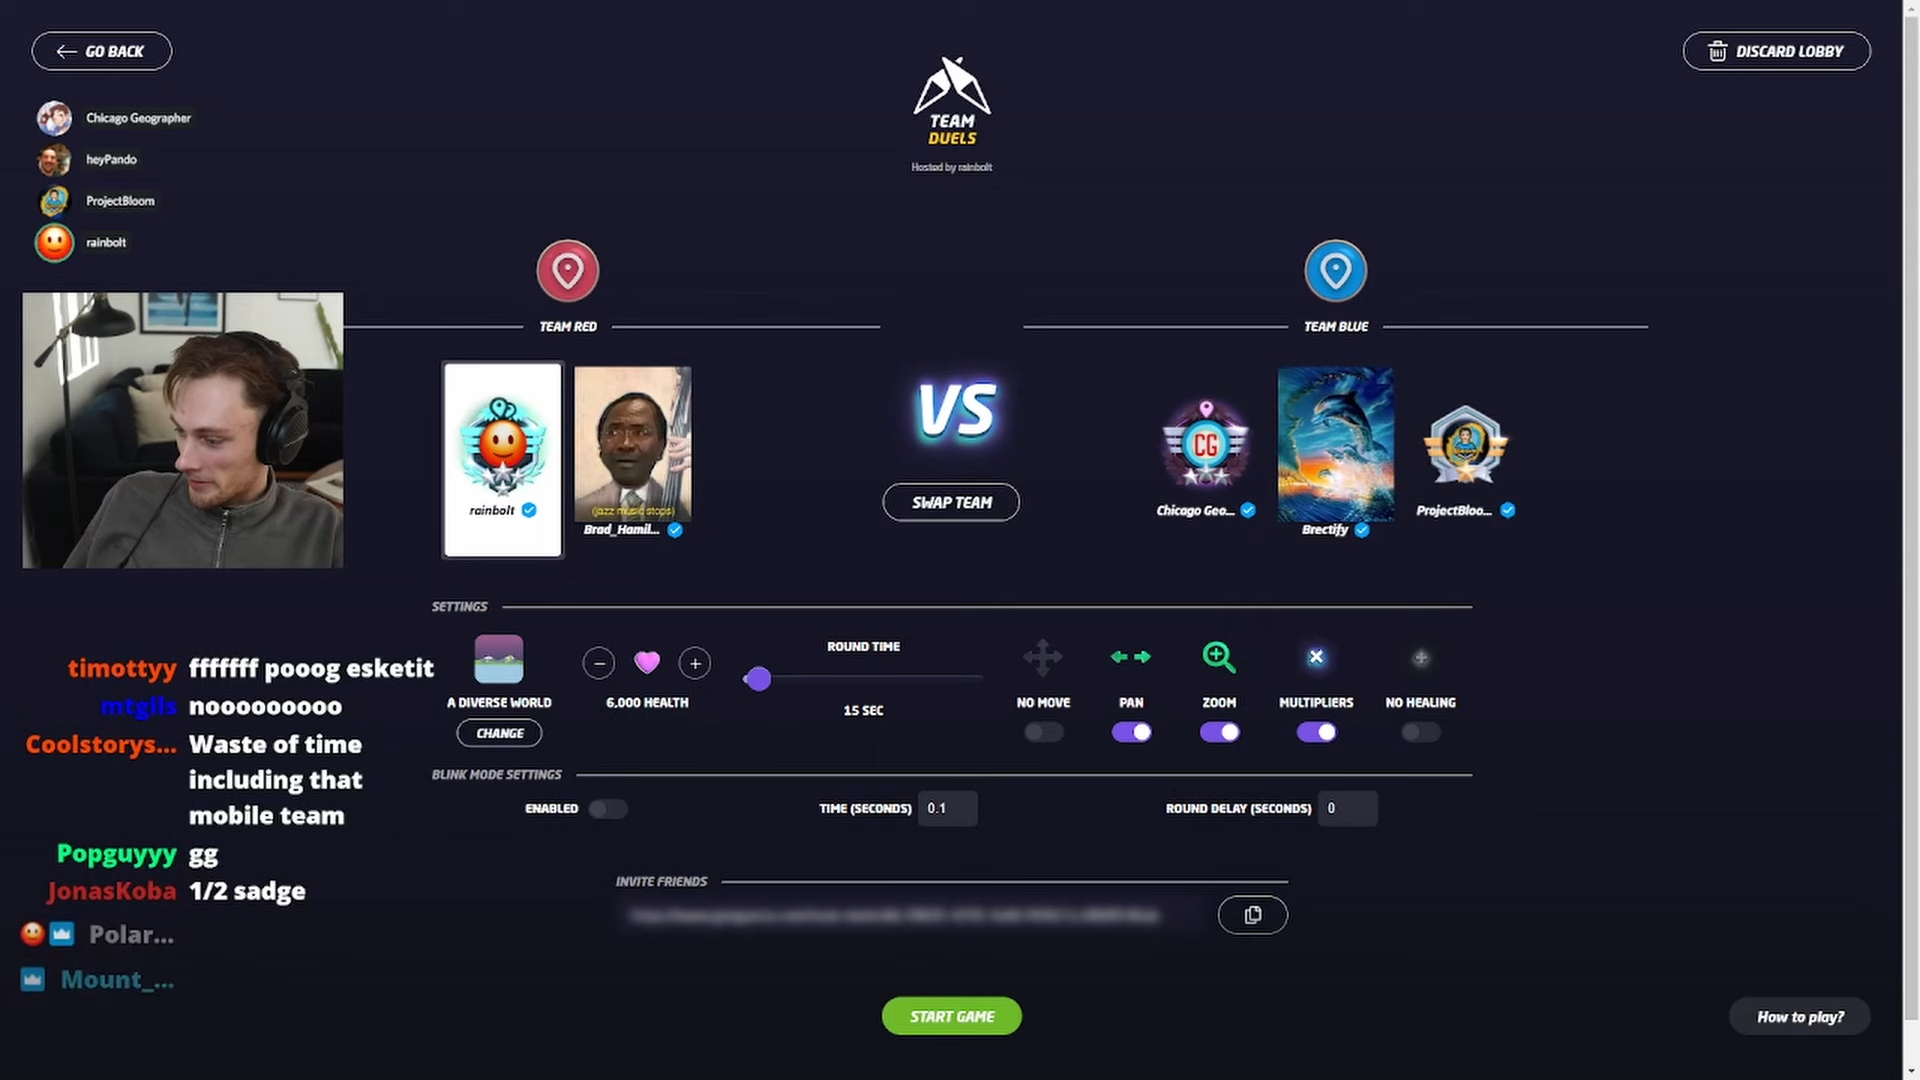 GO BACK
DISCARD LOBBY
Chicago Geographer
heyPando
ProjectBloom
rainbolt
TEAM
DUELS
Hosted by rainbolt
TEAM RED
TEAM BLUE
VS
CG
(jazz music stops)
rainbolt
Brad_Hamil...
SWAP TEAM
Chicago Geo...
Brectify
ProjectBloo...
SETTINGS
A DIVERSE WORLD
CHANGE
6,000 HEALTH
ROUND TIME
15 SEC
NO MOVE
PAN
ZOOM
MULTIPLIERS
NO HEALING
BLINK MODE SETTINGS
ENABLED
TIME (SECONDS) 0.1
ROUND DELAY (SECONDS) 0
INVITE FRIENDS
START GAME
How to play?
timottyy fffffff pooog esketit
mtglls nooooooooo
Coolstorys... Waste of time
including that
mobile team
Popguyyy gg
JonasKoba 1/2 sadge
Polar...
Mount_...